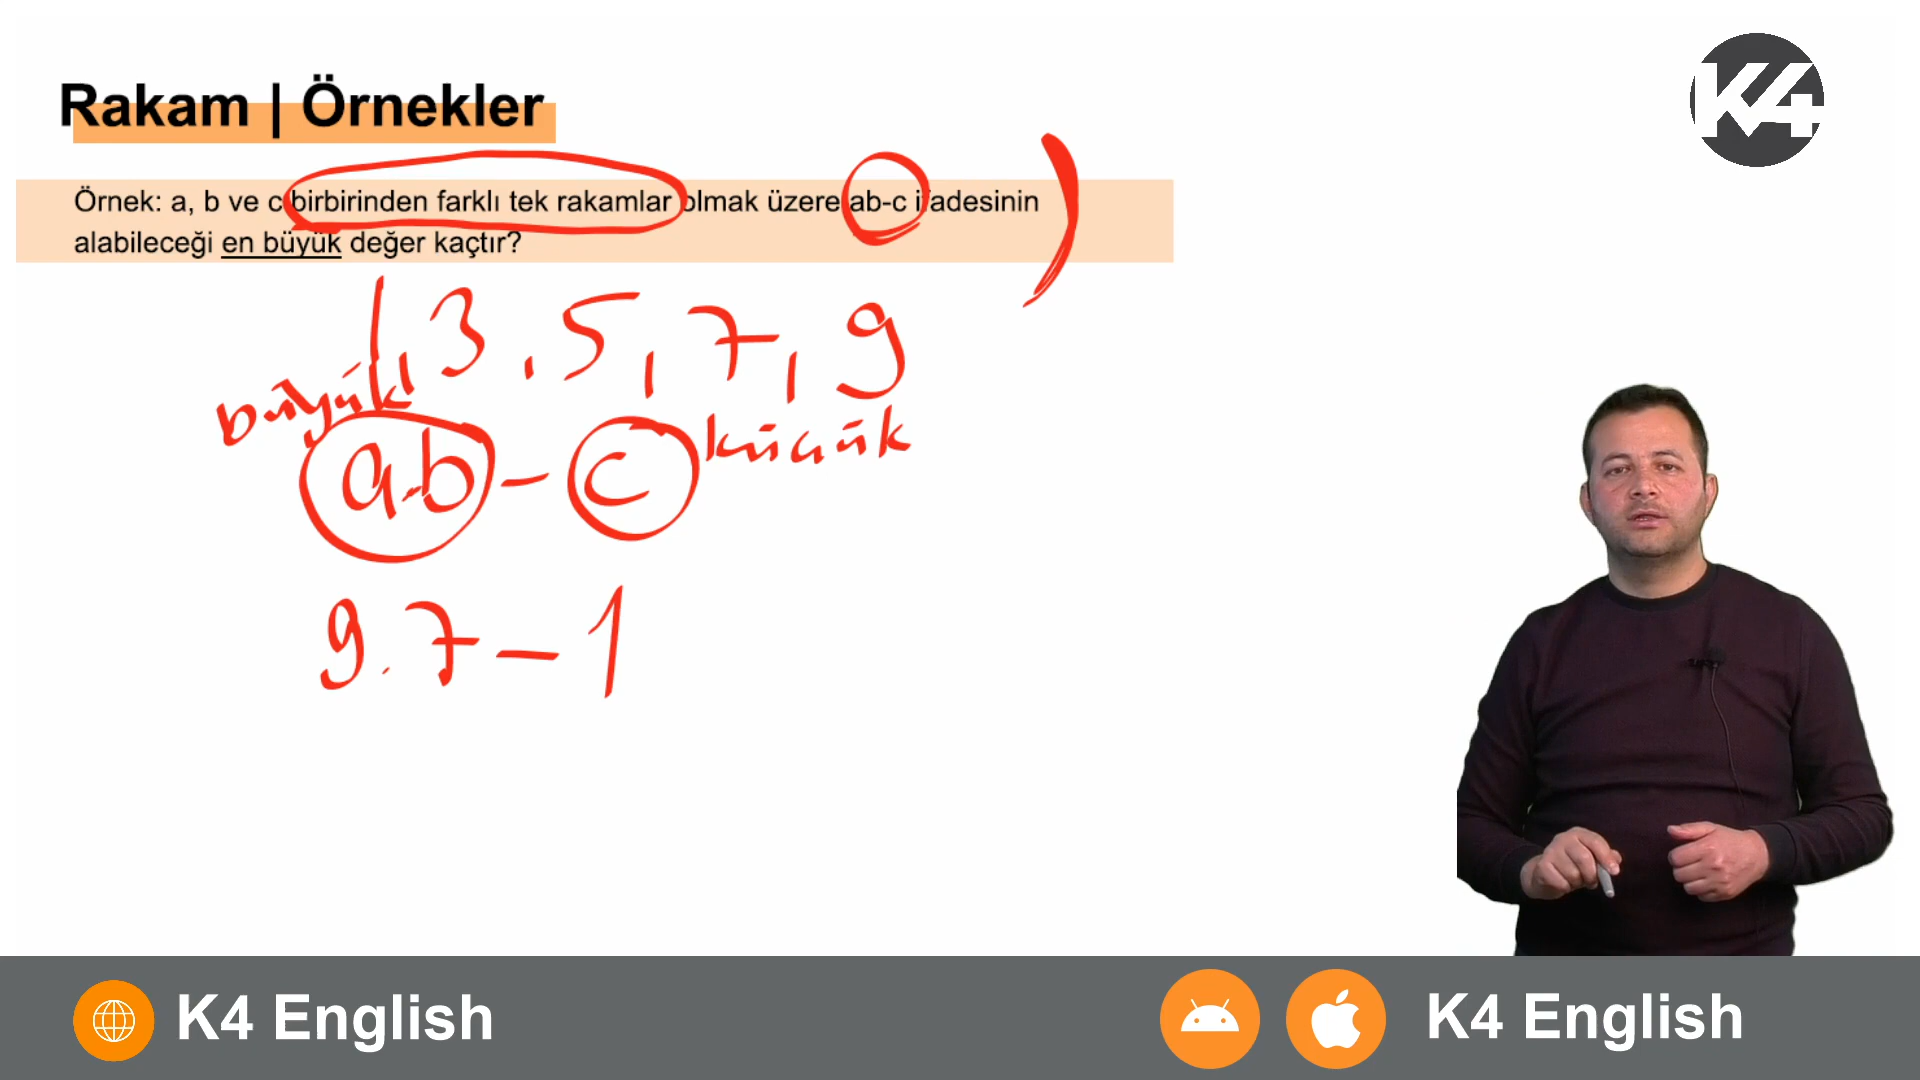 K4
Rakam | Örnekler
Örnek: a, b ve c birbirinden farklı tek rakamlar olmak üzere ab-c ifadesinin
alabileceği en büyük değer kaçtır?
1, 3, 5, 7, 9
büyük
a.b - c küçük
9.7 - 1
K4 English
K4 English